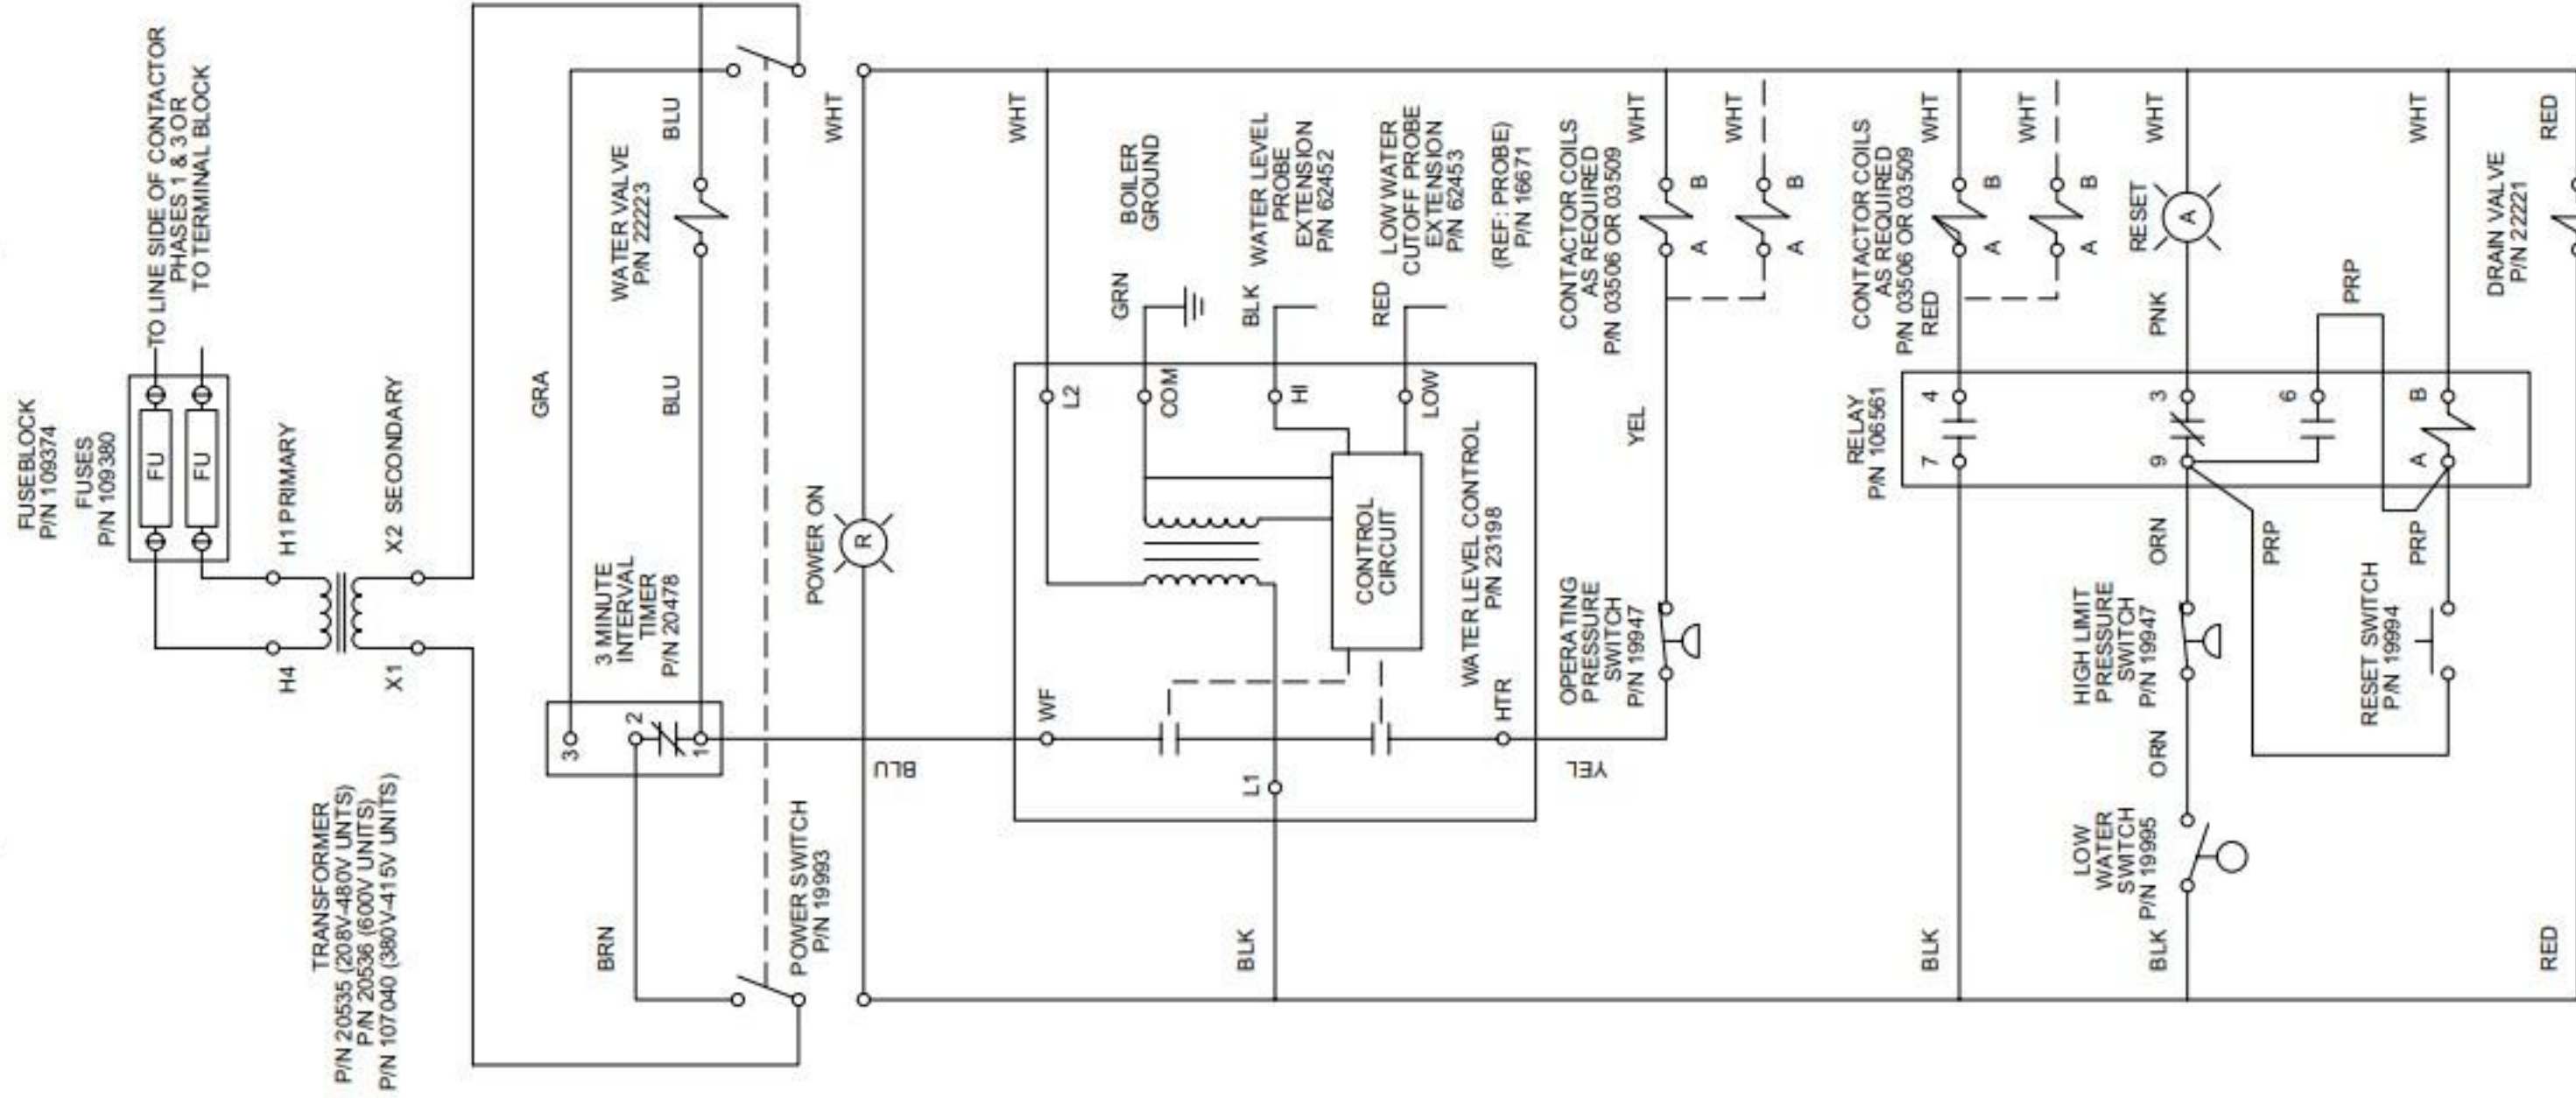 FUSEBLOCK
P/N 109374
FUSES
P/N 109380
FU
FU
TO LINE SIDE OF CONTACTOR
PHASES 1 & 3 OR
TO TERMINAL BLOCK
H1 PRIMARY
H4
X2 SECONDARY
X1
TRANSFORMER
P/N 20535 (208V-480V UNTS)
P/N 20536 (600V UNITS)
P/N 107040 (380V-415V UNITS)
GRA
WATER VALVE
P/N 22223
BLU
BLU
3 MINUTE
INTERVAL
TIMER
P/N 20478
3
2
1
BRN
POWER SWITCH
P/N 19993
POWER ON
R
WHT
BLU
WHT
L2
BOILER
GROUND
GRN
COM
WATER LEVEL
PROBE
EXTENSION
P/N 62452
BLK
HI
LOW WATER
CUTOFF PROBE
EXTENSION
P/N 62453
RED
LOW
(REF: PROBE)
P/N 16671
CONTROL
CIRCUIT
WATER LEVEL CONTROL
P/N 23198
WF
L1
HTR
BLK
YEL
OPERATING
PRESSURE
SWITCH
P/N 19947
YEL
CONTACTOR COILS
AS REQUIRED
P/N 03506 OR 03509
A
B
WHT
A
B
WHT
CONTACTOR COILS
AS REQUIRED
P/N 03506 OR 03509
RED
A
B
WHT
A
B
WHT
RELAY
P/N 106561
4
7
BLK
RESET
A
WHT
PNK
3
9
6
PRP
B
A
WHT
ORN
PRP
PRP
HIGH LIMIT
PRESSURE
SWITCH
P/N 19947
ORN
LOW
WATER
SWITCH
P/N 19995
BLK
RESET SWITCH
P/N 19994
DRAIN VALVE
P/N 22221
RED
RED